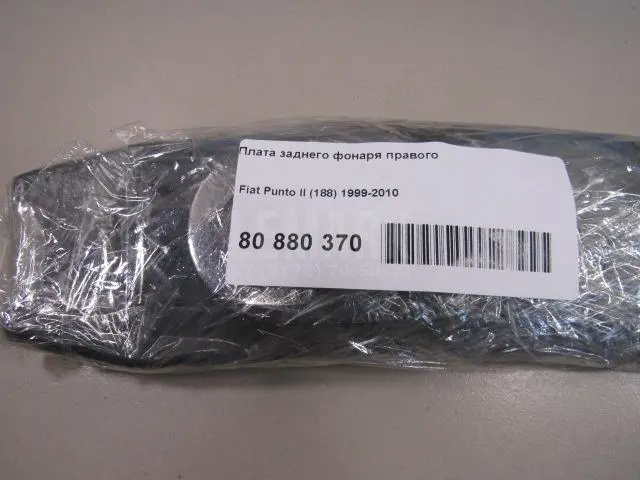 Плата заднего фонаря правого
Fiat Punto II (188) 1999-2010
80 880 370